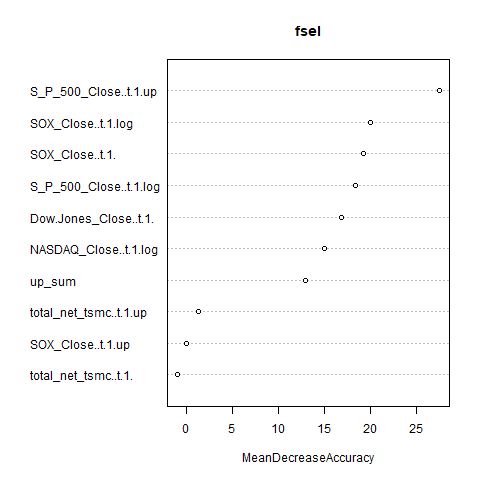 fsel
S_P_500_Close..t.1.up
SOX_Close..t.1.log
SOX_Close..t.1.
S_P_500_Close..t.1.log
Dow.Jones_Close..t.1.
NASDAQ_Close..t.1.log
up_sum
total_net_tsmc..t.1.up
SOX_Close..t.1.up
total_net_tsmc..t.1.
0 5 10 15 20 25
MeanDecreaseAccuracy